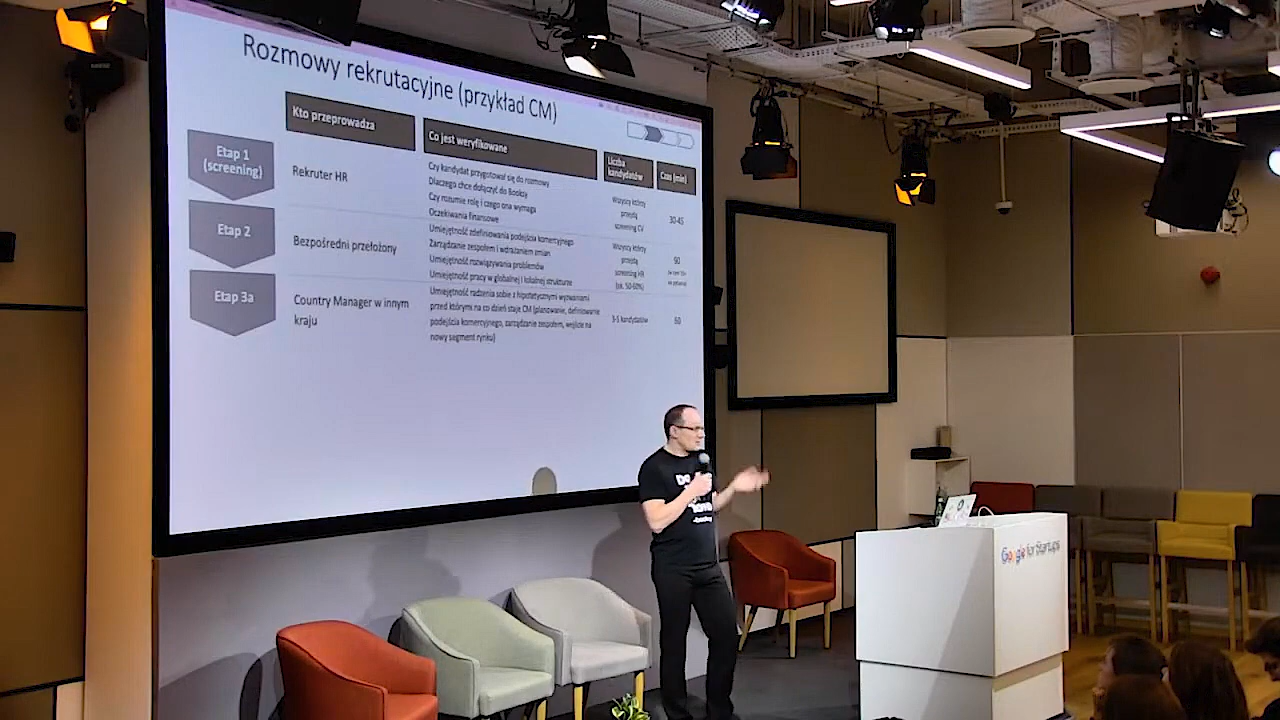 Rozmowy rekrutacyjne (przykład CM)
Kto przeprowadza
Co jest weryfikowane
Liczba
kandydatów
Czas (min)
Etap 1
(screening)
Rekruter HR
Czy kandydat przygotował się do rozmowy
Dlaczego chce dołączyć do Booksy
Czy rozumie rolę i czego ona wymaga
Oczekiwania finansowe
Wszyscy którzy
przejdą
screening CV
30-45
Etap 2
Bezpośredni przełożony
Umiejętność zdefiniowania podejścia komercyjnego
Zarządzanie zespołem i wdrażaniem zmian
Umiejętność rozwiązywania problemów
Umiejętność pracy w globalnej i lokalnej strukturze
Wszyscy którzy
przejdą
screening HR
(ok. 50-60%)
90
Etap 3a
Country Manager w innym
kraju
Umiejętność radzenia sobie z hipotetycznymi wyzwaniami
przed którymi na co dzień staje CM (planowanie, definiowanie
podejścia komercyjnego, zarządzanie zespołem, wejście na
nowy segment rynku)
3-5 kandydatów
60
Google for Startups